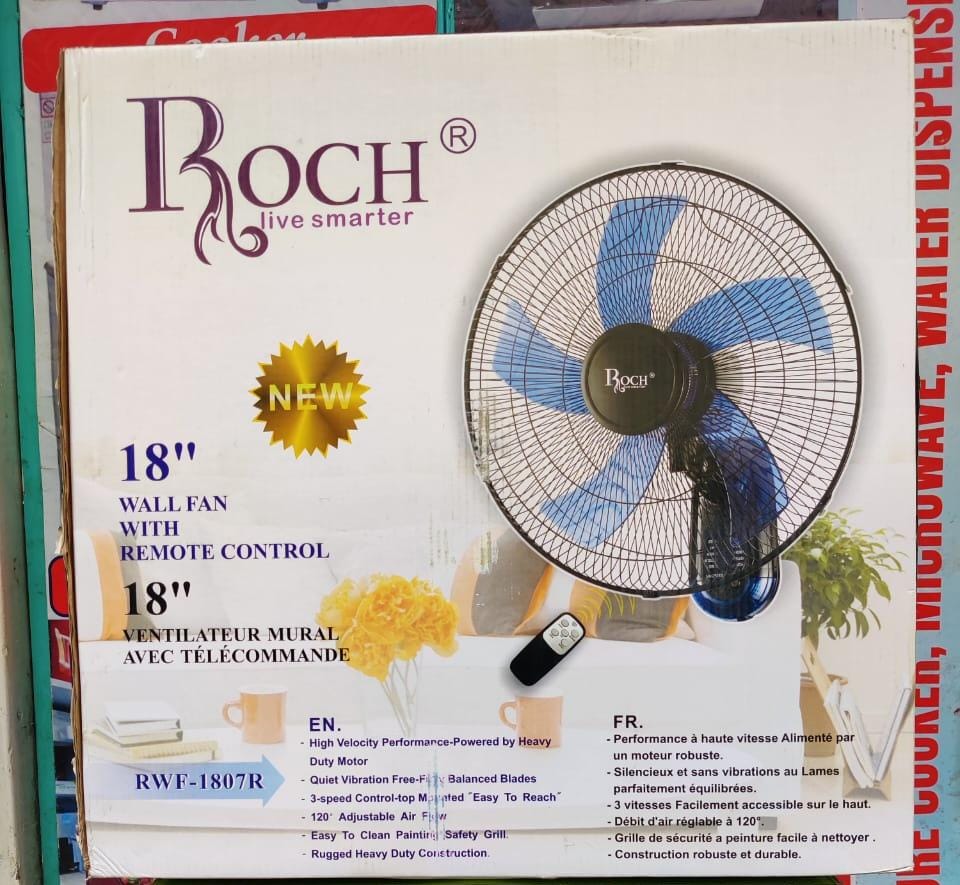 Cooker
ROCH ®
live smarter
NEW
18"
WALL FAN
WITH
REMOTE CONTROL
18"
VENTILATEUR MURAL
AVEC TÉLÉCOMMANDE
ROCH ®
RWF-1807R
EN.
- High Velocity Performance-Powered by Heavy
Duty Motor
- Quiet Vibration Free- Balanced Blades
- 3-speed Control-top Mounted "Easy To Reach"
- 120° Adjustable Air Flow
- Easy To Clean Painting Safety Grill.
- Rugged Heavy Duty Construction.
FR.
- Performance à haute vitesse Alimenté par
un moteur robuste.
- Silencieux et sans vibrations au Lames
parfaitement équilibrées.
- 3 vitesses Facilement accessible sur le haut.
- Débit d'air réglable à 120°.
- Grille de sécurité a peinture facile à nettoyer .
- Construction robuste et durable.
URE COOKER, MICROWAVE, WATER DISPENS